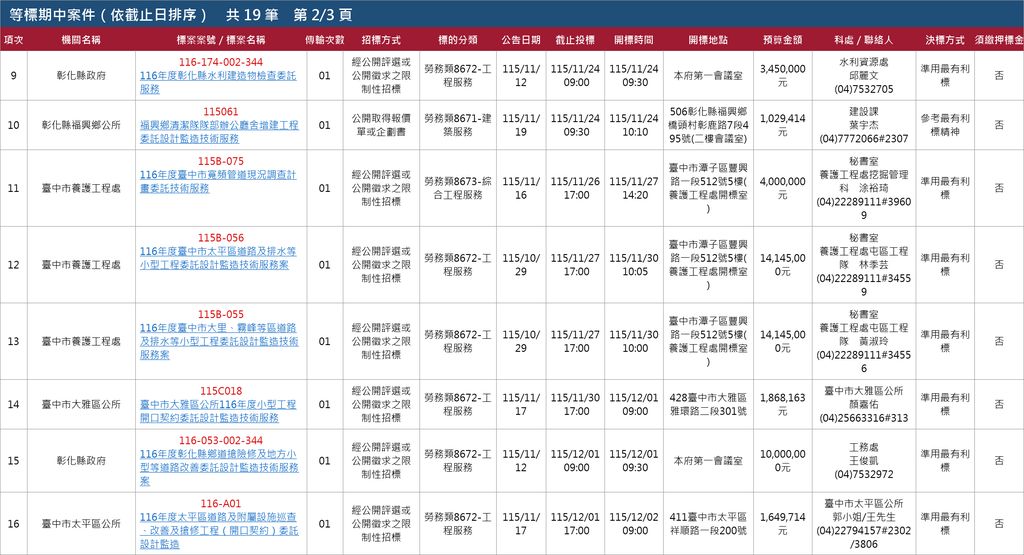 等標期中案件（依截止日排序） 共 19 筆 第 2/3 頁
項次 機關名稱 標案案號 / 標案名稱 傳輸次數 招標方式 標的分類 公告日期 截止投標 開標時間 開標地點 預算金額 科處 / 聯絡人 決標方式 須繳押標金
9
彰化縣政府
116-174-002-344
116年度彰化縣水利建造物檢查委託
服務
01
經公開評選或
公開徵求之限
制性招標
勞務類8672-工
程服務
115/11/
12
115/11/24
09:00
115/11/24
09:30
本府第一會議室
3,450,000
元
水利資源處
邱麗文
(04)7532705
準用最有利
標
否
10
彰化縣福興鄉公所
115061
福興鄉清潔隊隊部辦公廳舍增建工程
委託設計監造技術服務
01
公開取得報價
單或企劃書
勞務類8671-建
築服務
115/11/
19
115/11/24
09:30
115/11/24
10:10
506彰化縣福興鄉
橋頭村彰鹿路7段4
95號(二樓會議室)
1,029,414
元
建設課
葉宇杰
(04)7772066#2307
參考最有利
標精神
否
11
臺中市養護工程處
115B-075
116年度臺中市寬頻管道現況調查計
畫委託技術服務
01
經公開評選或
公開徵求之限
制性招標
勞務類8673-綜
合工程服務
115/11/
16
115/11/26
17:00
115/11/27
14:20
臺中市潭子區豐興
路一段512號5樓(
養護工程處開標室
)
4,000,000
元
秘書室
養護工程處挖掘管理
科 涂裕琦
(04)22289111#3960
9
準用最有利
標
否
12
臺中市養護工程處
115B-056
116年度臺中市太平區道路及排水等
小型工程委託設計監造技術服務案
01
經公開評選或
公開徵求之限
制性招標
勞務類8672-工
程服務
115/10/
29
115/11/27
17:00
115/11/30
10:05
臺中市潭子區豐興
路一段512號5樓(
養護工程處開標室
)
14,145,00
0元
秘書室
養護工程處屯區工程
隊 林季芸
(04)22289111#3455
9
準用最有利
標
否
13
臺中市養護工程處
115B-055
116年度臺中市大里、霧峰等區道路
及排水等小型工程委託設計監造技術
服務案
01
經公開評選或
公開徵求之限
制性招標
勞務類8672-工
程服務
115/10/
29
115/11/27
17:00
115/11/30
10:00
臺中市潭子區豐興
路一段512號5樓(
養護工程處開標室
)
14,145,00
0元
秘書室
養護工程處屯區工程
隊 黃淑玲
(04)22289111#3455
6
準用最有利
標
否
14
臺中市大雅區公所
115C018
臺中市大雅區公所116年度小型工程
開口契約委託設計監造技術服務
01
經公開評選或
公開徵求之限
制性招標
勞務類8672-工
程服務
115/11/
17
115/11/30
17:00
115/12/01
09:00
428臺中市大雅區
雅環路二段301號
1,868,163
元
臺中市大雅區公所
顏嘉佑
(04)25663316#313
準用最有利
標
否
15
彰化縣政府
116-053-002-344
116年度彰化縣鄉道搶險修及地方小
型等道路改善委託設計監造技術服務
案
01
經公開評選或
公開徵求之限
制性招標
勞務類8672-工
程服務
115/11/
12
115/12/01
09:00
115/12/01
09:30
本府第一會議室
10,000,00
0元
工務處
王俊凱
(04)7532972
準用最有利
標
否
16
臺中市太平區公所
116-A01
116年度太平區道路及附屬設施巡查
、改善及搶修工程（開口契約）委託
設計監造
01
經公開評選或
公開徵求之限
制性招標
勞務類8672-工
程服務
115/11/
17
115/12/01
17:00
115/12/02
09:00
411臺中市太平區
祥順路一段200號
1,649,714
元
臺中市太平區公所
郭小姐/王先生
(04)22794157#2302
/3806
準用最有利
標
否